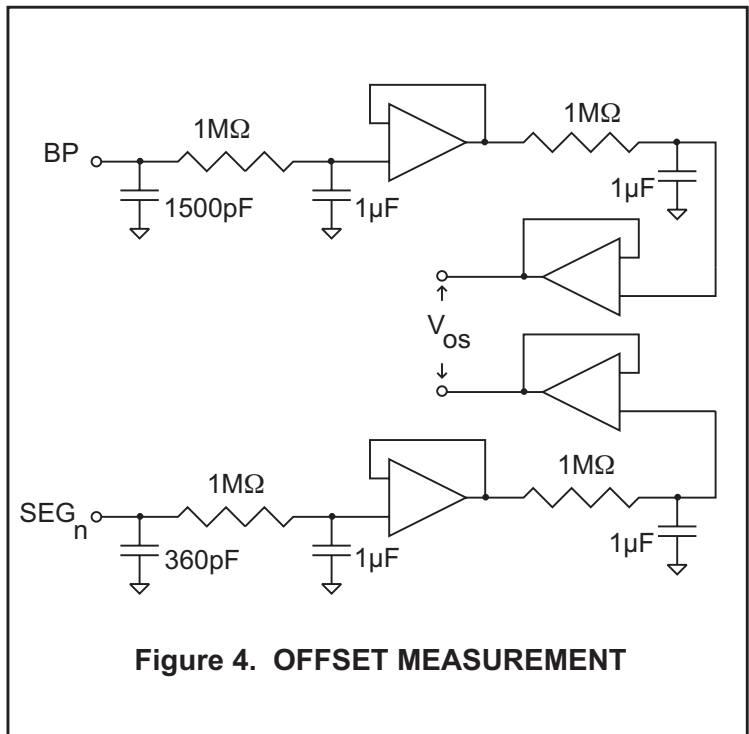 1MΩ
1MΩ
BP
1500pF
1µF
1µF
V
os
1MΩ
1MΩ
SEG
n
360pF
1µF
1µF
Figure 4. OFFSET MEASUREMENT